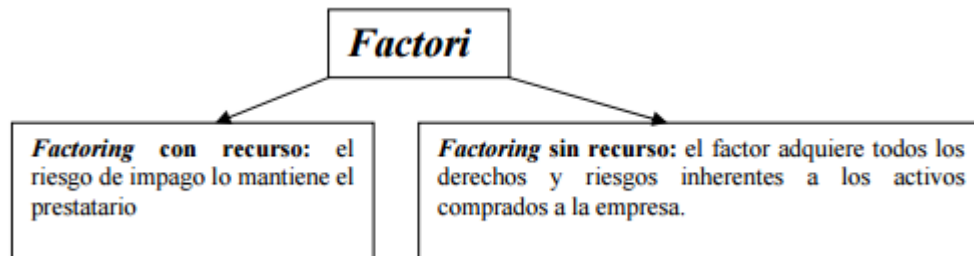 Factori
Factoring con recurso: el
riesgo de impago lo mantiene el
prestatario
Factoring sin recurso: el factor adquiere todos los
derechos y riesgos inherentes a los activos
comprados a la empresa.